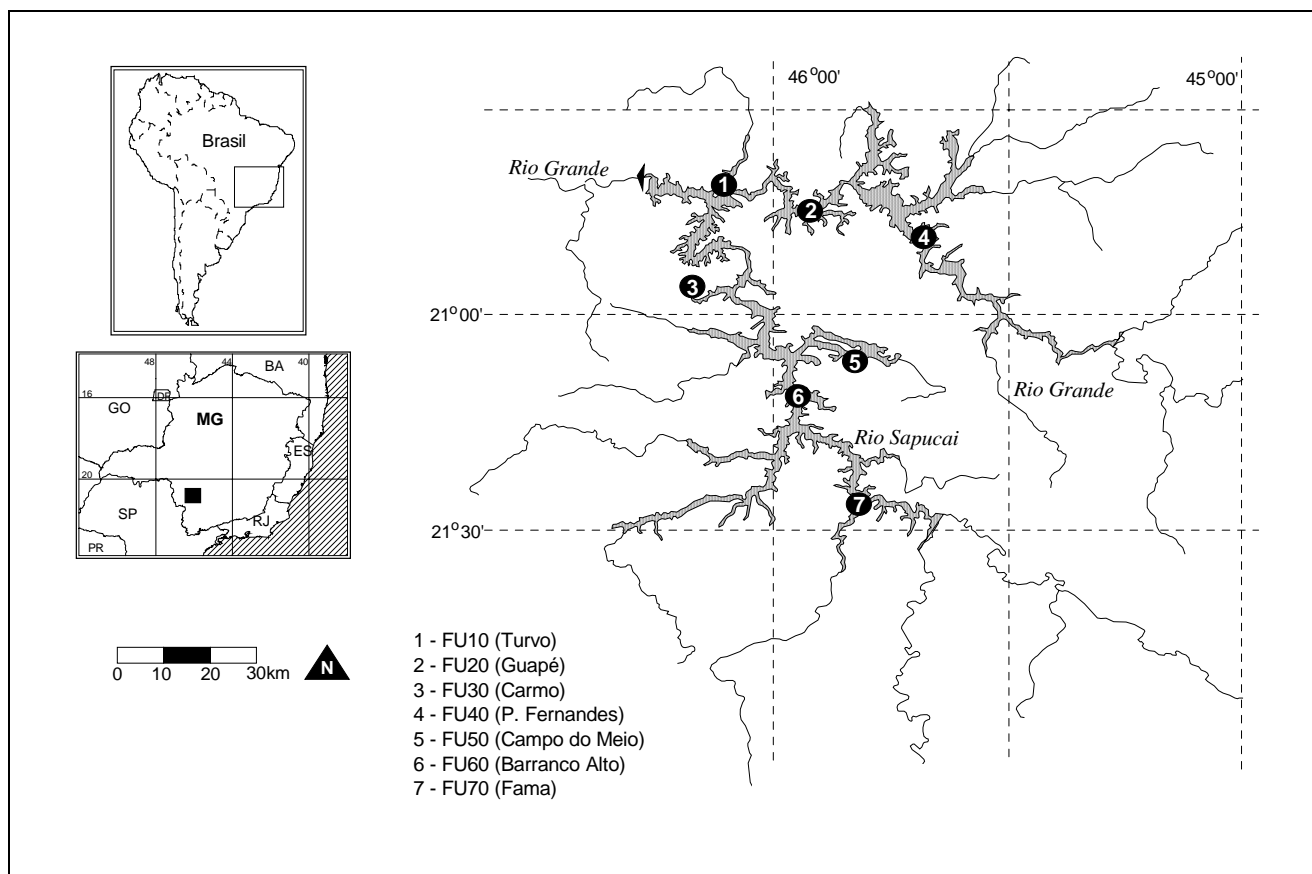 Brasil
48
44
40
BA
16
DF
GO
MG
ES
20
SP
RJ
PR
0 10 20 30km
N
46°00'
45°00'
Rio Grande
1
2
4
3
21°00'
5
Rio Grande
6
Rio Sapucai
7
21°30'
1 - FU10 (Turvo)
2 - FU20 (Guapé)
3 - FU30 (Carmo)
4 - FU40 (P. Fernandes)
5 - FU50 (Campo do Meio)
6 - FU60 (Barranco Alto)
7 - FU70 (Fama)